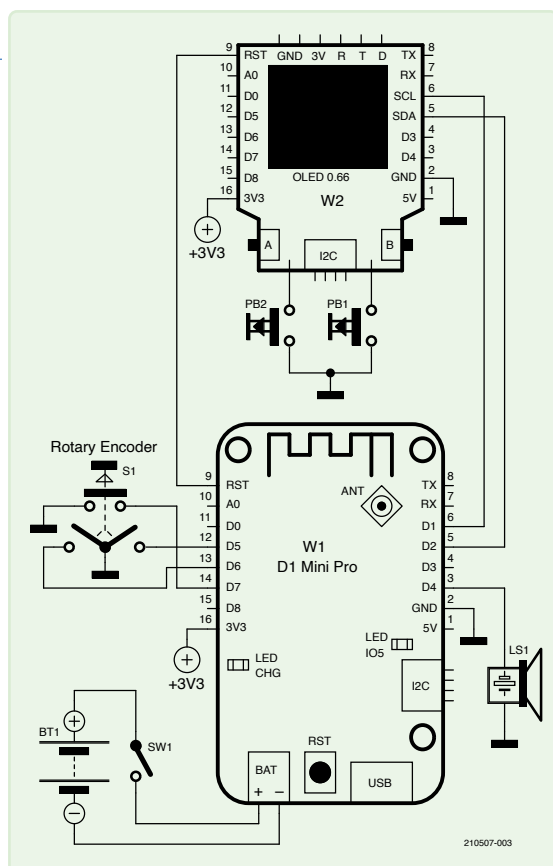 GND 3V R T D
9 RST TX 8
10 A0 RX 7
11 D0 SCL 6
12 D5 SDA 5
13 D6 D3 4
14 D7 D4 3
15 D8 GND 2
16 3V3 5V 1
OLED 0.66
W2
+
+3V3
A B
I2C
PB2 PB1
Rotary Encoder
S1
9 RST TX 8
10 A0 ANT RX 7
11 D0 D1 6
12 D5 W1 D2 5
13 D6 D1 Mini Pro D3 4
14 D7 D4 3
15 D8 GND 2
16 3V3 5V 1
+
+3V3
LED
CHG
LED
IO5
LS1
I2C
BT1
+
SW1
−
RST
BAT
+ −
USB
210507-003